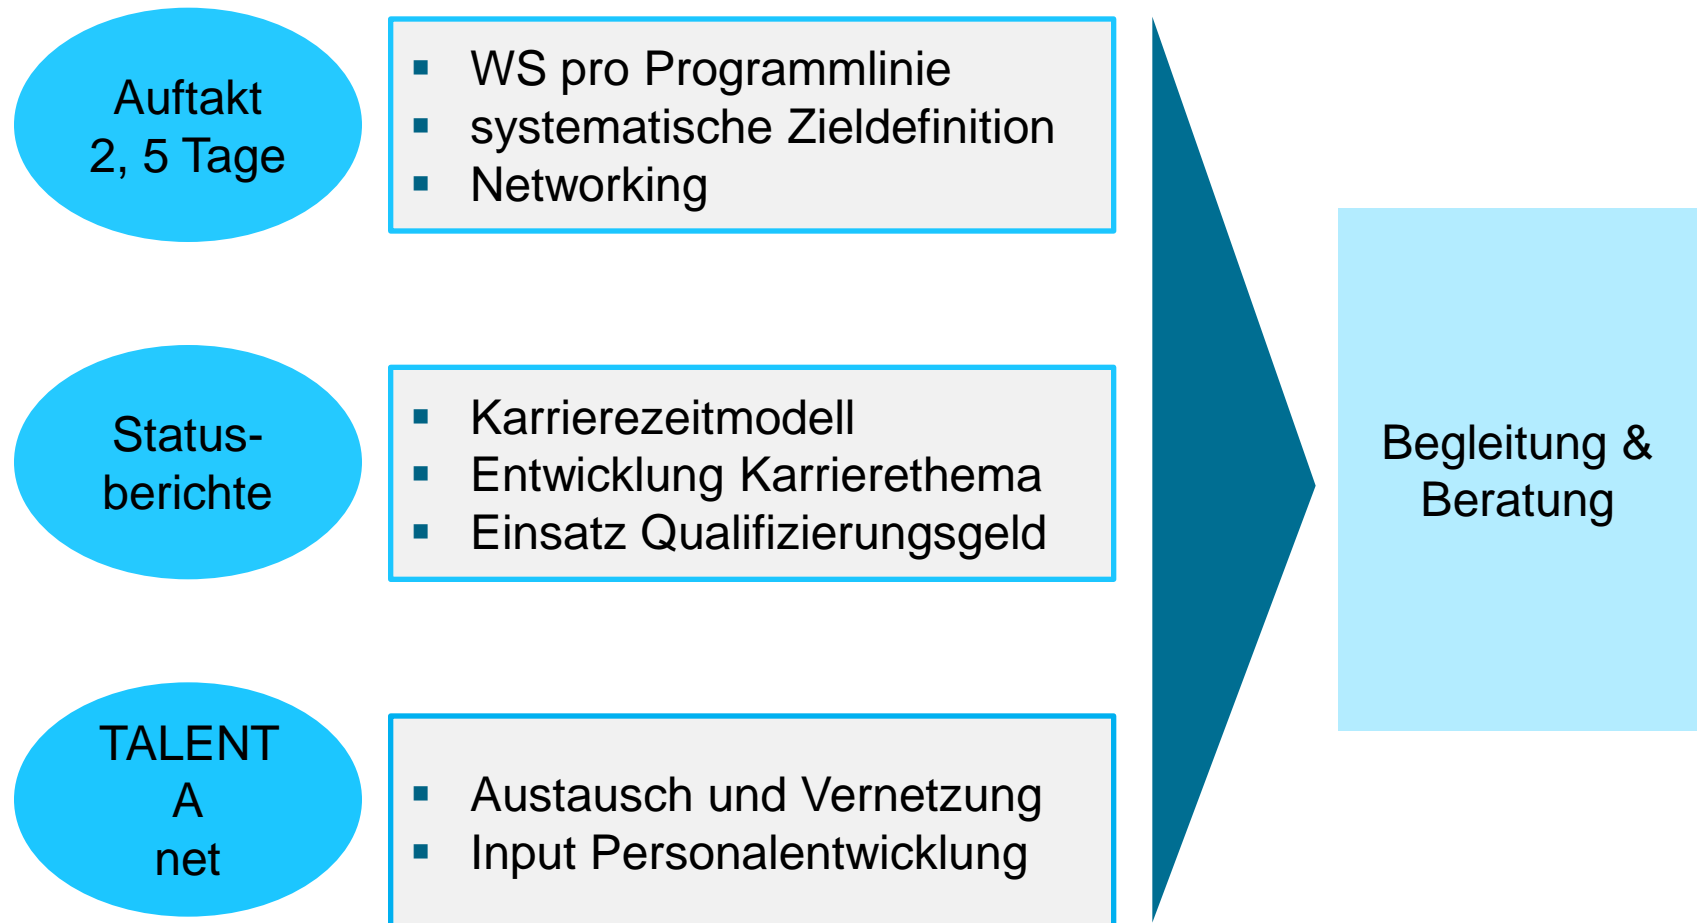 Auftakt
2, 5 Tage
▪ WS pro Programmlinie
▪ systematische Zieldefinition
▪ Networking
Status-
berichte
▪ Karrierezeitmodell
▪ Entwicklung Karrierethema
▪ Einsatz Qualifizierungsgeld
TALENT
A
net
▪ Austausch und Vernetzung
▪ Input Personalentwicklung
Begleitung &
Beratung